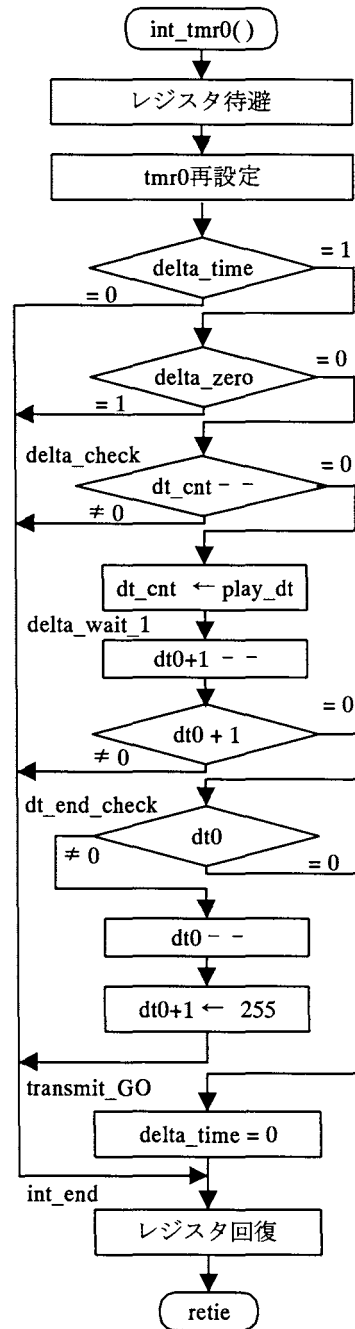 int_tmr0( )
レジスタ待避
tmr0再設定
= 1
delta_time
= 0
= 0
delta_zero
= 1
delta_check
= 0
dt_cnt - -
≠ 0
dt_cnt ← play_dt
delta_wait_1
dt0+1 - -
= 0
dt0 + 1
≠ 0
dt_end_check
dt0
≠ 0
= 0
dt0 - -
dt0+1 ← 255
transmit_GO
delta_time = 0
int_end
レジスタ回復
retie